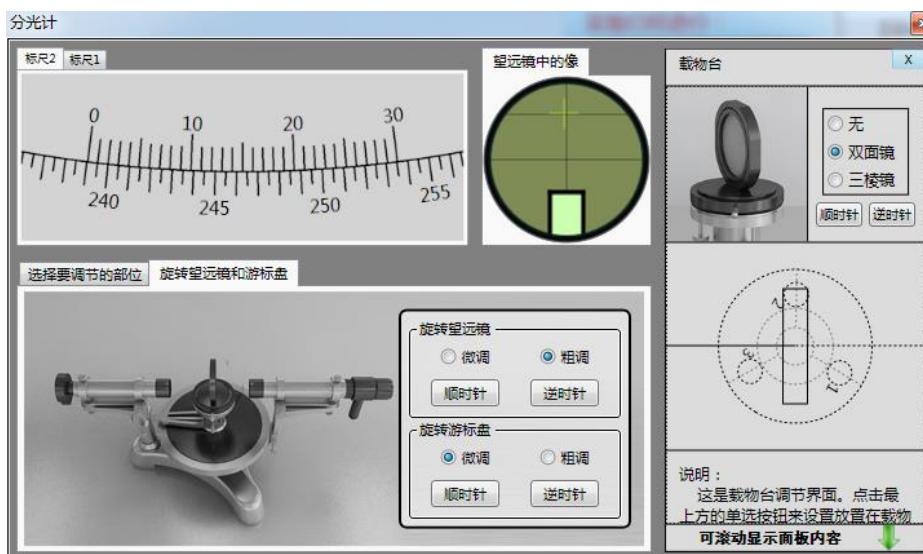 分光计
标尺2 标尺1
0 10 20 30
240 245 250 255
望远镜中的像
载物台 X
无
双面镜
三棱镜
顺时针 逆时针
选择要调节的部位 旋转望远镜和游标盘
旋转望远镜
微调 粗调
顺时针 逆时针
旋转游标盘
微调 粗调
顺时针 逆时针
2
3
1
说明：
这是载物台调节界面。点击最
上方的单选按钮来设置放置在载物
可滚动显示面板内容